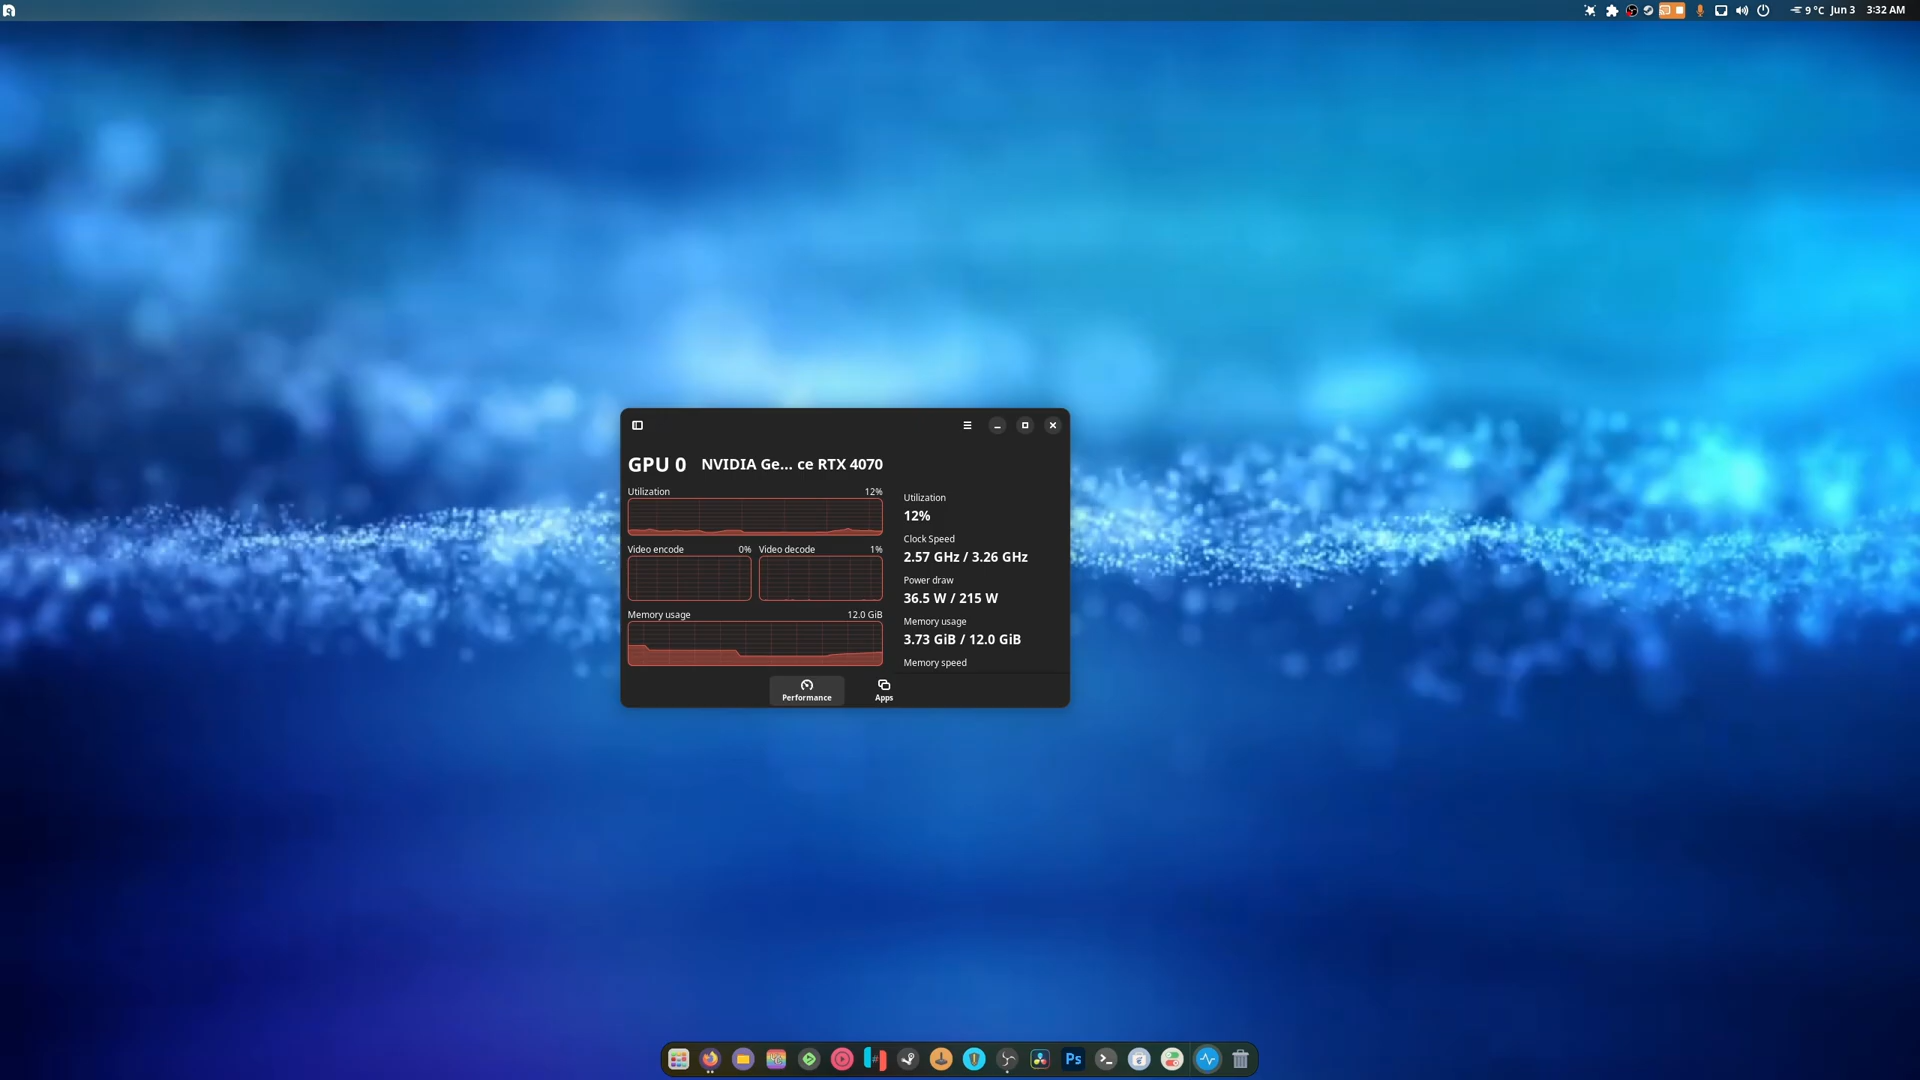 9 °C Jun 3 3:32 AM
GPU 0 NVIDIA Ge... ce RTX 4070
Utilization 12%
Video encode 0% Video decode 1%
Memory usage 12.0 GiB
Utilization
12%
Clock Speed
2.57 GHz / 3.26 GHz
Power draw
36.5 W / 215 W
Memory usage
3.73 GiB / 12.0 GiB
Memory speed
Performance Apps
Ps